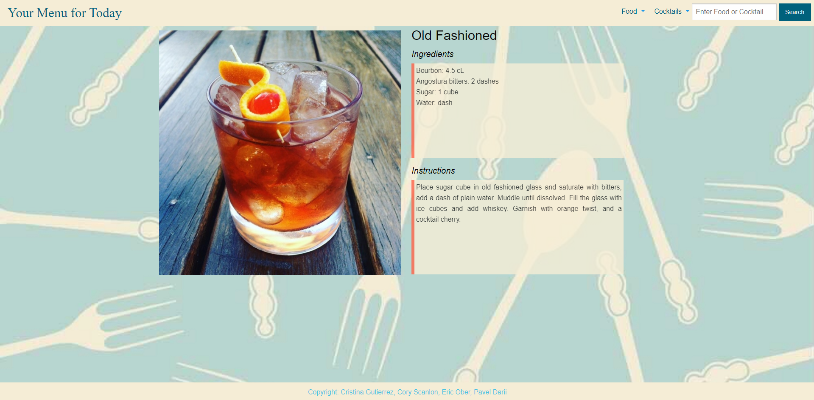 Your Menu for Today
Food
Cocktails
Enter Food or Cocktail
Search
Old Fashioned
Ingredients
Bourbon: 4.5 cL
Angostura bitters: 2 dashes
Sugar: 1 cube
Water: dash
Instructions
Place sugar cube in old fashioned glass and saturate with bitters,
add a dash of plain water. Muddle until dissolved. Fill the glass with
ice cubes and add whiskey. Garnish with orange twist, and a
cocktail cherry.
Copyright, Cristina Gutierrez, Cory Scanlon, Eric Ober, Pavel Darii